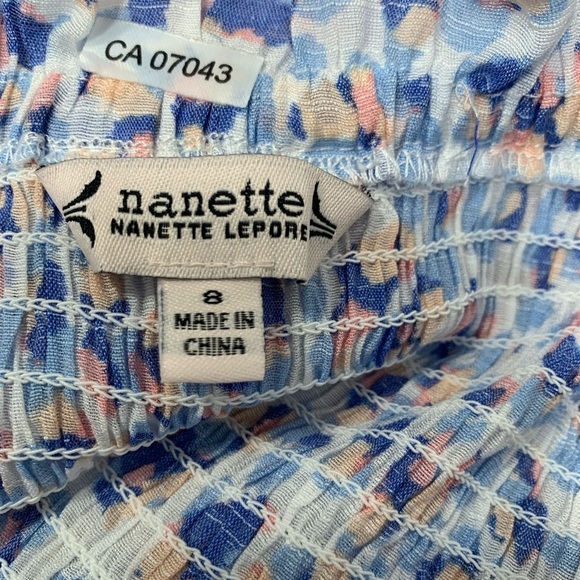 CA 07043
nanette
NANETTE LEPORE
8
MADE IN
CHINA